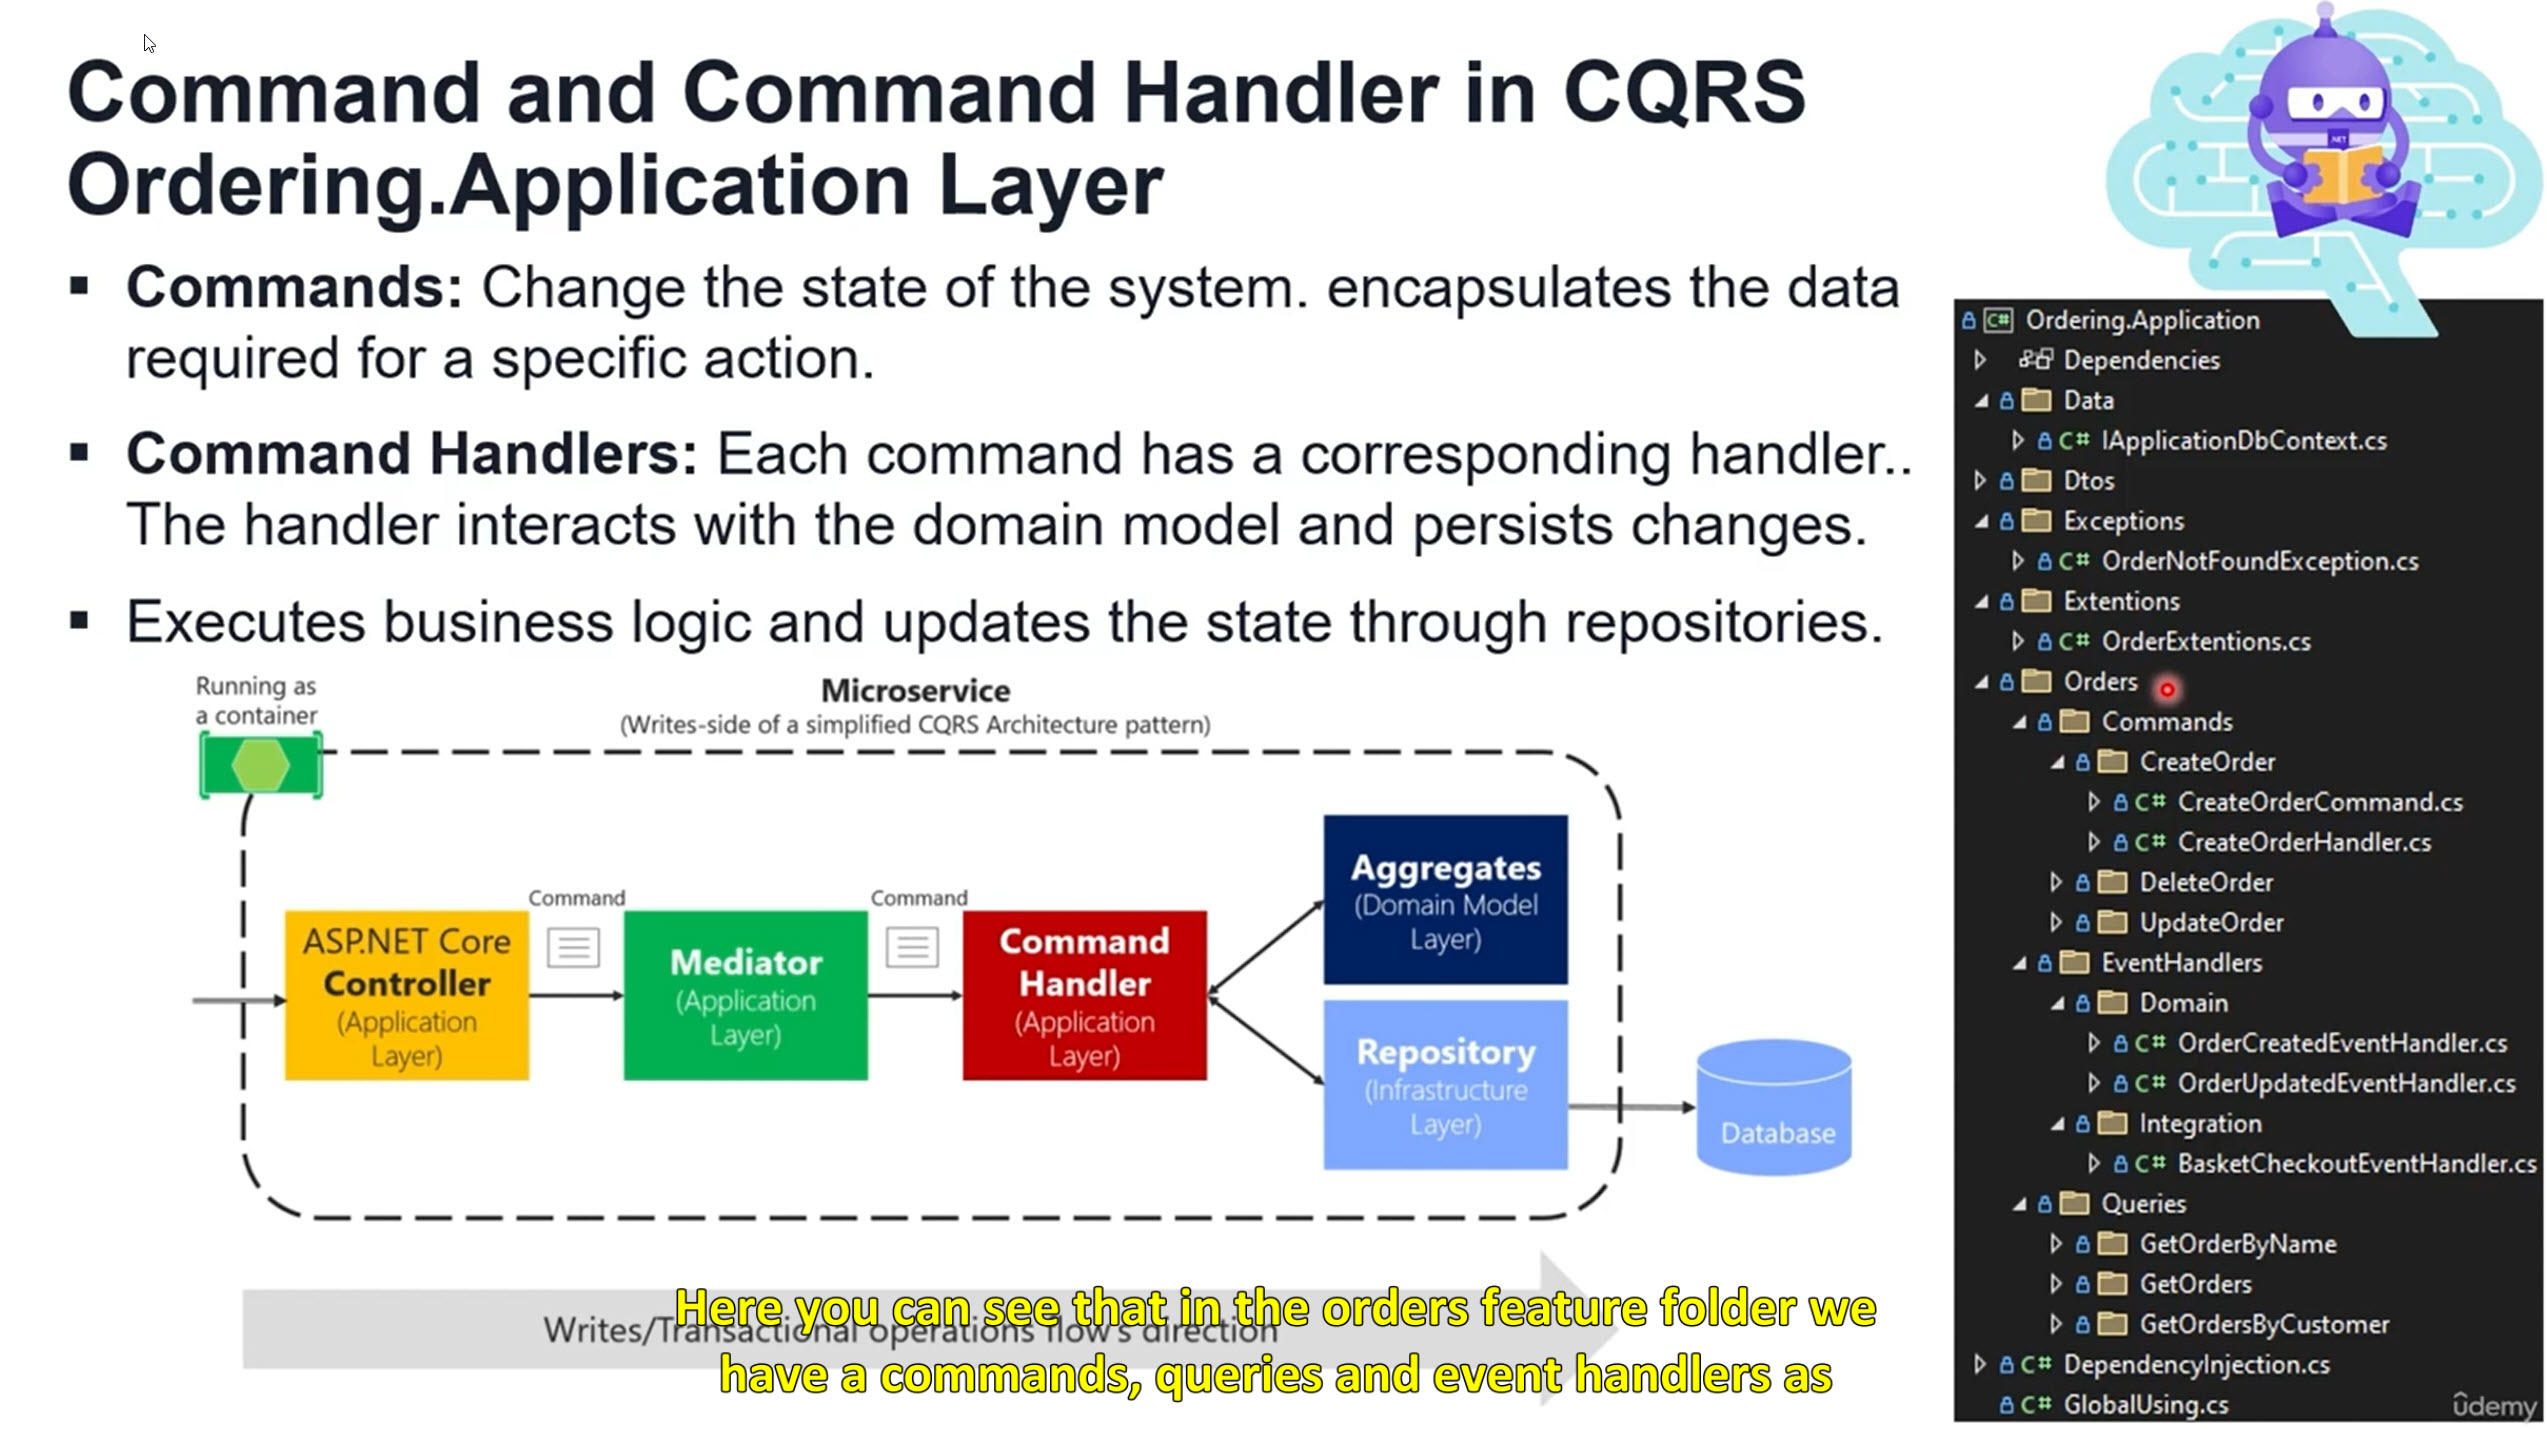 Command and Command Handler in CQRS
Ordering.Application Layer
▪ Commands: Change the state of the system. encapsulates the data
required for a specific action.
▪ Command Handlers: Each command has a corresponding handler..
The handler interacts with the domain model and persists changes.
▪ Executes business logic and updates the state through repositories.
Running as
a container
Microservice
(Writes-side of a simplified CQRS Architecture pattern)
ASP.NET Core
Controller
(Application
Layer)
Command
Mediator
(Application
Layer)
Command
Command
Handler
(Application
Layer)
Aggregates
(Domain Model
Layer)
Repository
(Infrastructure
Layer)
Database
Writes/Transactional operations flow's direction
Here you can see that in the orders feature folder we
have a commands, queries and event handlers as
.NET
C# Ordering.Application
Dependencies
Data
C# IApplicationDbContext.cs
Dtos
Exceptions
C# OrderNotFoundException.cs
Extentions
C# OrderExtentions.cs
Orders
Commands
CreateOrder
C# CreateOrderCommand.cs
C# CreateOrderHandler.cs
DeleteOrder
UpdateOrder
EventHandlers
Domain
C# OrderCreatedEventHandler.cs
C# OrderUpdatedEventHandler.cs
Integration
C# BasketCheckoutEventHandler.cs
Queries
GetOrderByName
GetOrders
GetOrdersByCustomer
C# DependencyInjection.cs
C# GlobalUsing.cs
ûdemy